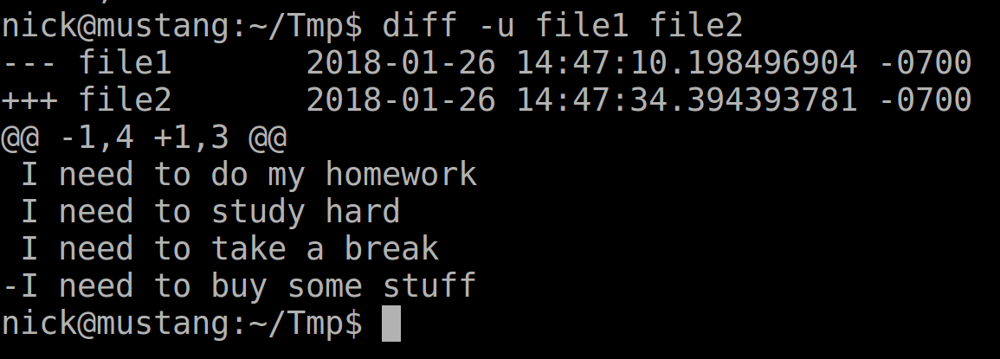 nick@mustang:~/Tmp$ diff -u file1 file2
--- file1       2018-01-26 14:47:10.198496904 -0700
+++ file2       2018-01-26 14:47:34.394393781 -0700
@@ -1,4 +1,3 @@
 I need to do my homework
 I need to study hard
 I need to take a break
-I need to buy some stuff
nick@mustang:~/Tmp$